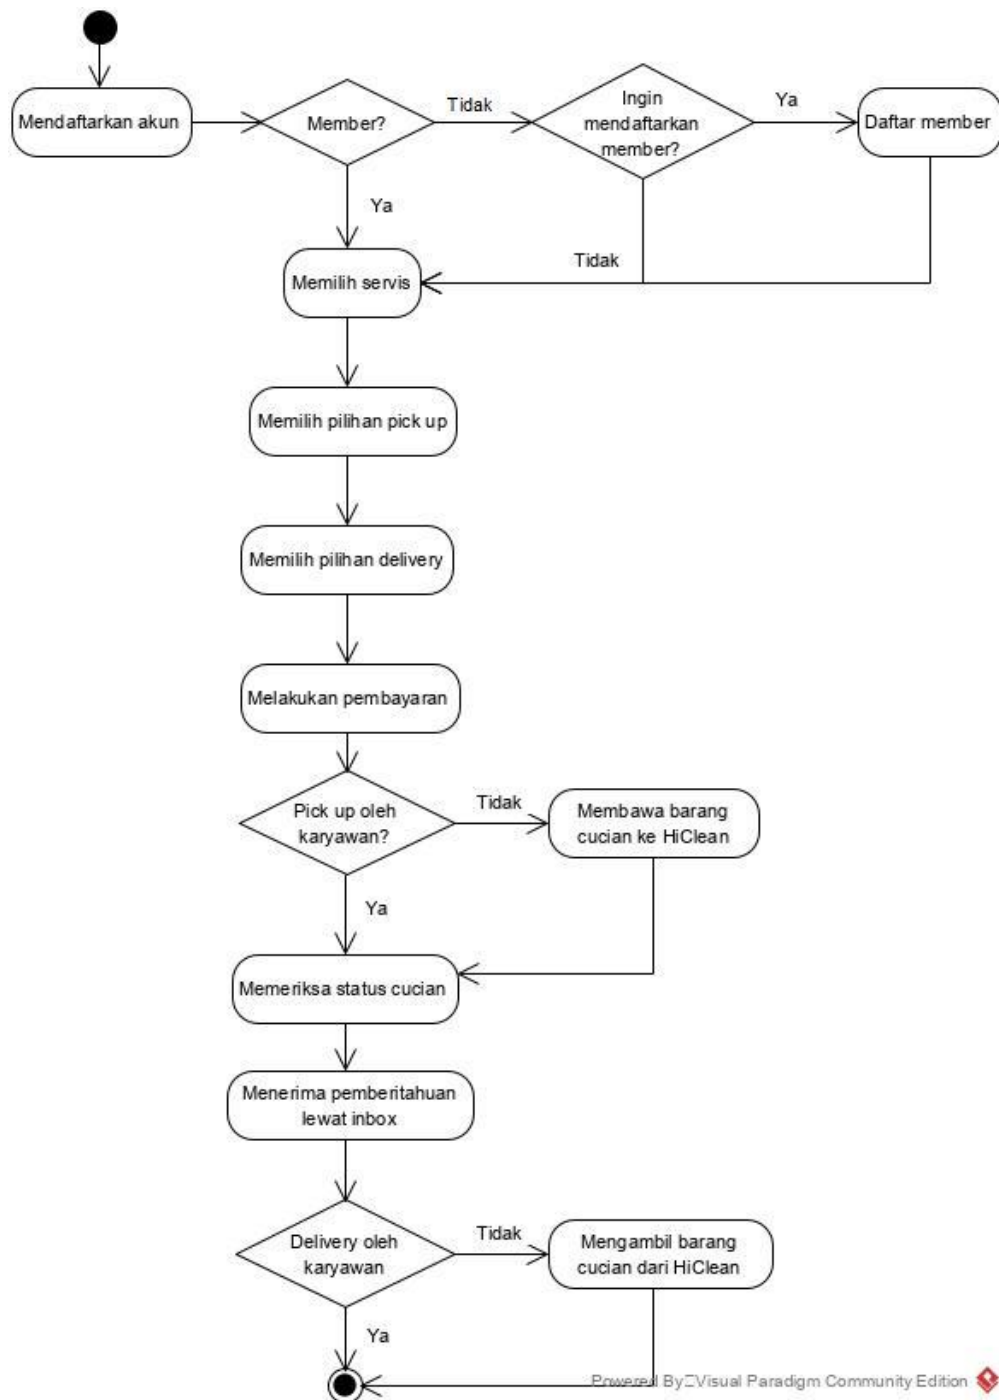 Mendaftarkan akun
Member?
Tidak
Ingin
mendaftarkan
member?
Ya
Daftar member
Ya
Tidak
Memilih servis
Memilih pilihan pick up
Memilih pilihan delivery
Melakukan pembayaran
Pick up oleh
karyawan?
Tidak
Membawa barang
cucian ke HiClean
Ya
Memeriksa status cucian
Menerima pemberitahuan
lewat inbox
Delivery oleh
karyawan
Tidak
Mengambil barang
cucian dari HiClean
Ya
Powered By Visual Paradigm Community Edition